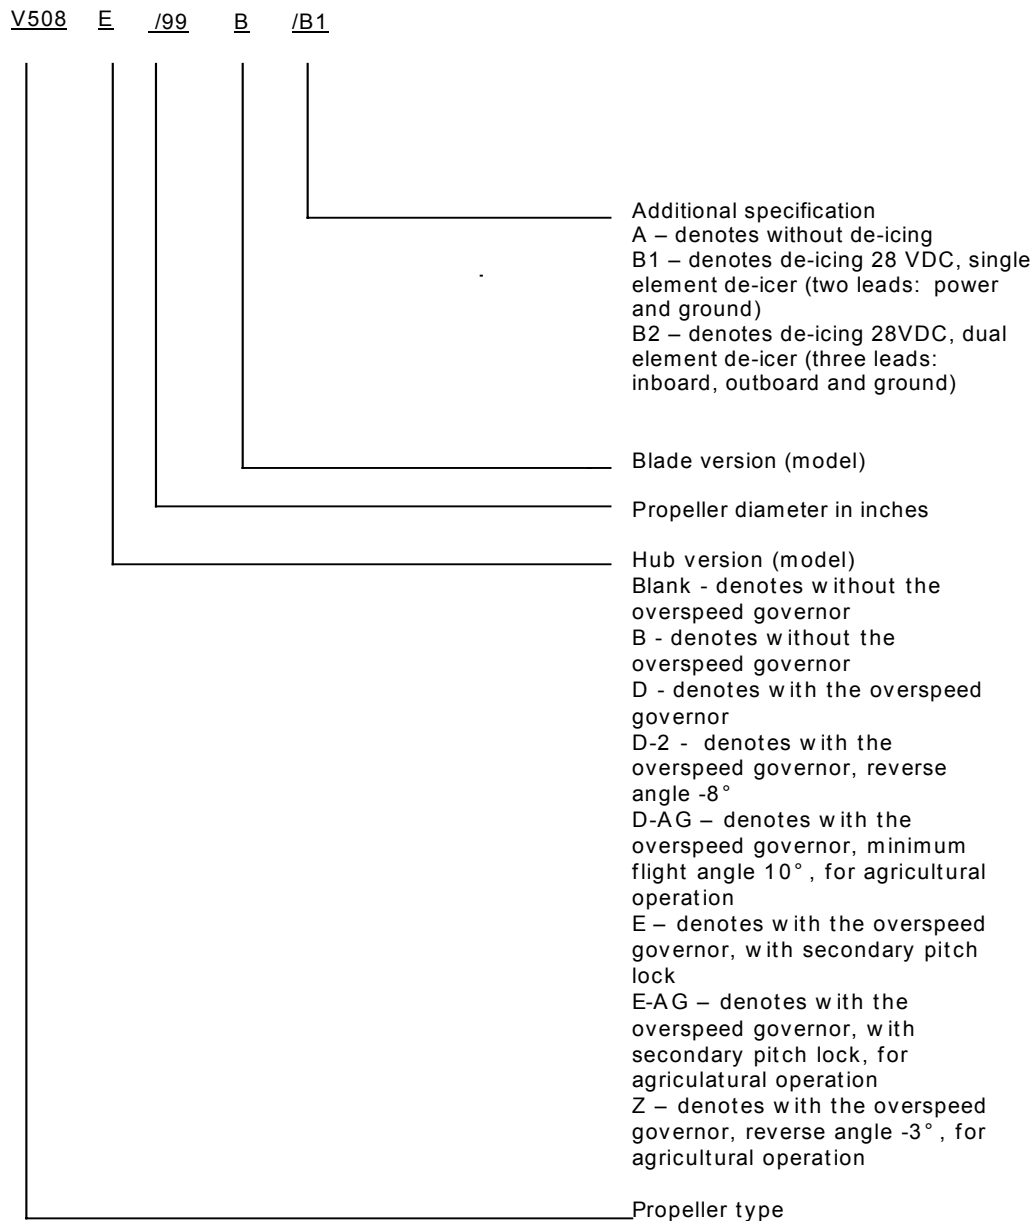 V508 E /99 B /B1
Additional specification
A – denotes without de-icing
B1 – denotes de-icing 28 VDC, single
element de-icer (two leads: power
and ground)
B2 – denotes de-icing 28VDC, dual
element de-icer (three leads:
inboard, outboard and ground)
Blade version (model)
Propeller diameter in inches
Hub version (model)
Blank - denotes without the
overspeed governor
B - denotes without the
overspeed governor
D - denotes with the overspeed
governor
D-2 - denotes with the
overspeed governor, reverse
angle -8°
D-AG – denotes with the
overspeed governor, minimum
flight angle 10°, for agricultural
operation
E – denotes with the overspeed
governor, with secondary pitch
lock
E-AG – denotes with the
overspeed governor, with
secondary pitch lock, for
agriculatural operation
Z – denotes with the overspeed
governor, reverse angle -3°, for
agricultural operation
Propeller type